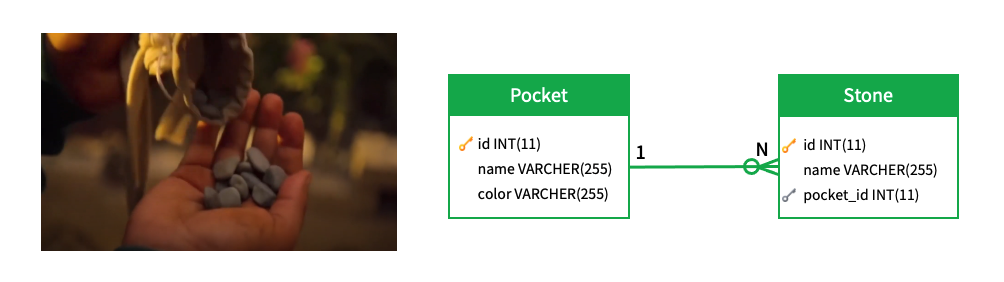 Pocket
id INT(11)
name VARCHER(255)
color VARCHER(255)
1
N
Stone
id INT(11)
name VARCHER(255)
pocket_id INT(11)